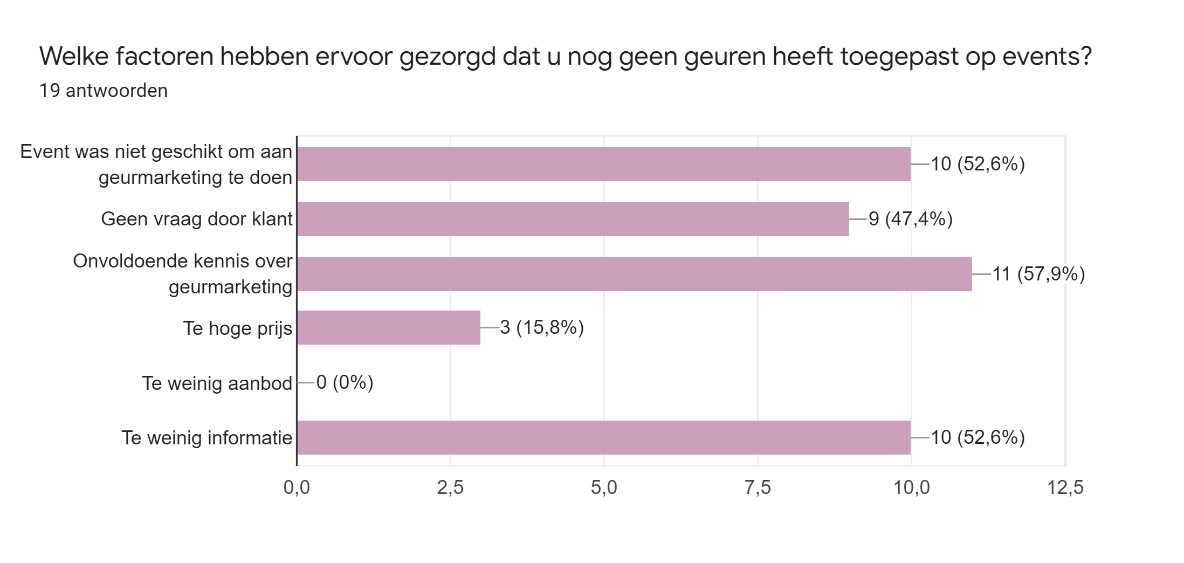 Welke factoren hebben ervoor gezorgd dat u nog geen geuren heeft toegepast op events?
19 antwoorden
Event was niet geschikt om aan
geurmarketing te doen
10 (52,6%)
Geen vraag door klant
9 (47,4%)
Onvoldoende kennis over
geurmarketing
11 (57,9%)
Te hoge prijs
3 (15,8%)
Te weinig aanbod
0 (0%)
Te weinig informatie
10 (52,6%)
0,0
2,5
5,0
7,5
10,0
12,5